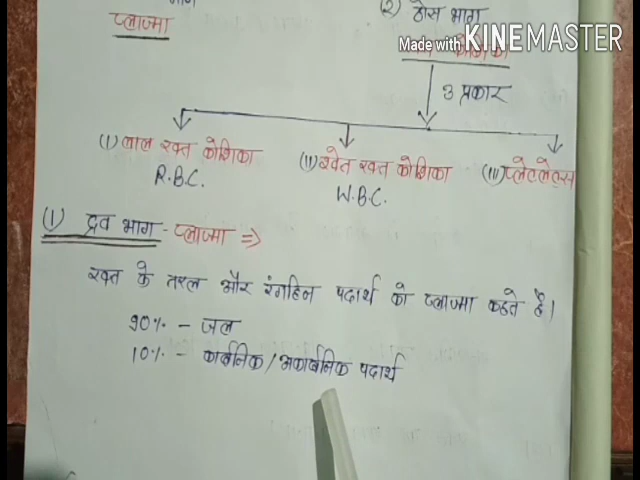 (2) ठोस भाग
प्लाज्मा
Made with KINEMASTER
3 प्रकार
(I) लाल रक्त कोशिका (II) श्वेत रक्त कोशिका (III) प्लेटलेट्स
R.B.C. W.B.C.
(1) द्रव भाग - प्लाज्मा ⇒
रक्त के तरल और रंगहिन पदार्थ को प्लाज्मा कहते है।
90% - जल
10% - कार्बनिक / अकार्बनिक पदार्थ